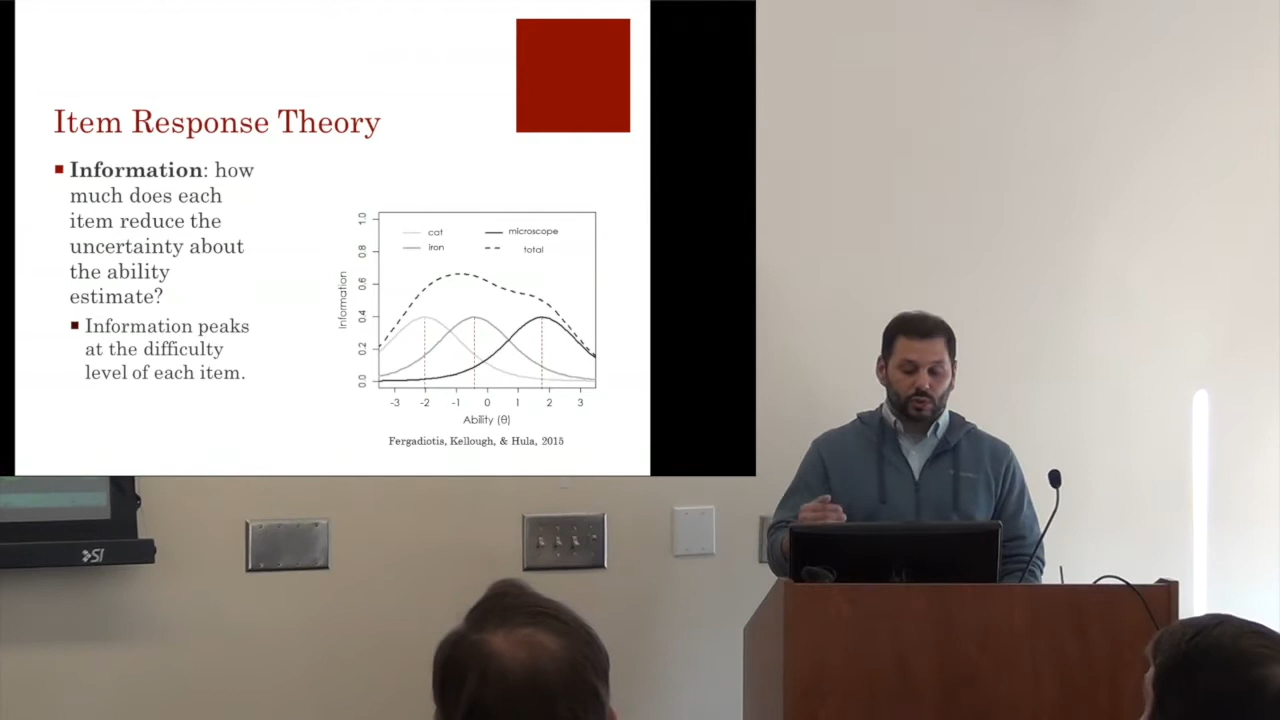 Item Response Theory
Information: how
much does each
item reduce the
uncertainty about
the ability
estimate?
Information peaks
at the difficulty
level of each item.
cat
iron
microscope
total
Information
1.0
0.8
0.6
0.4
0.2
0.0
-3 -2 -1 0 1 2 3
Ability (θ)
Fergadiotis, Kellough, & Hula, 2015
SI